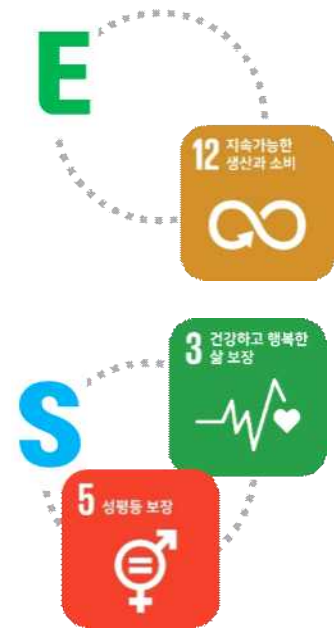 E
12 지속가능한
생산과 소비
3 건강하고 행복한
삶 보장
S
5 성평등 보장